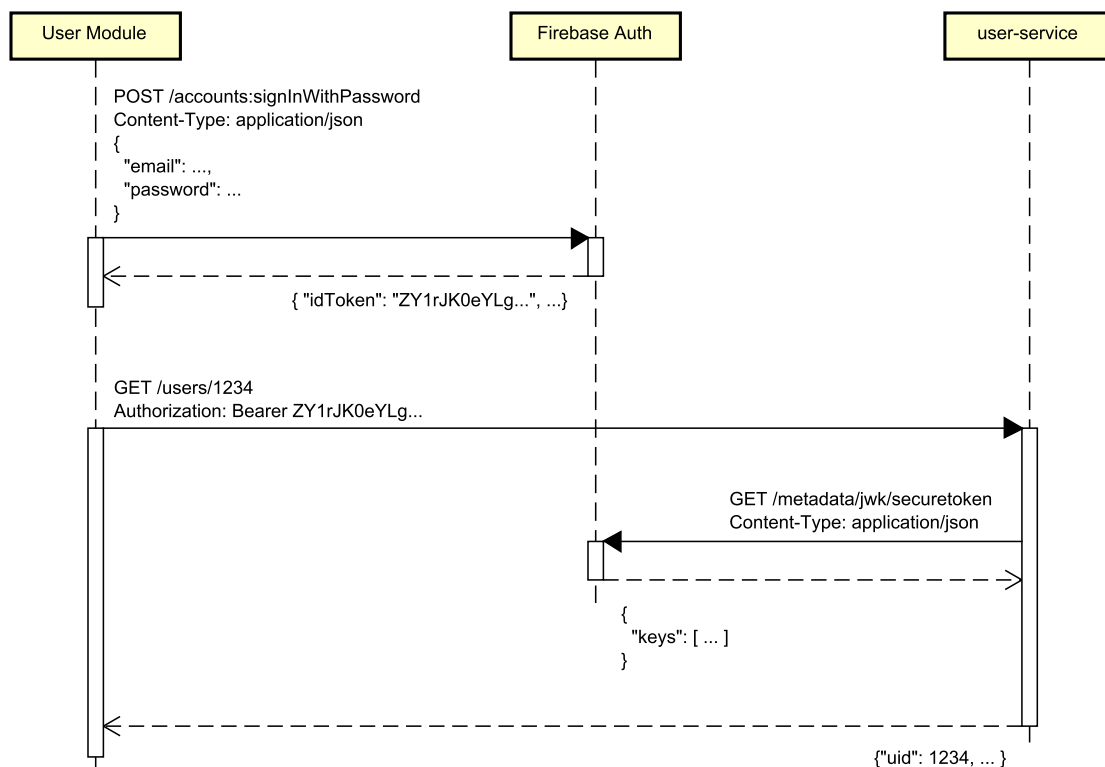 User Module
Firebase Auth
user-service
POST /accounts:signInWithPassword
Content-Type: application/json
{
"email": ...,
"password": ...
}
{ "idToken": "ZY1rJK0eYLg...", ...}
GET /users/1234
Authorization: Bearer ZY1rJK0eYLg...
GET /metadata/jwk/securetoken
Content-Type: application/json
{
"keys": [ ... ]
}
{"uid": 1234, ... }